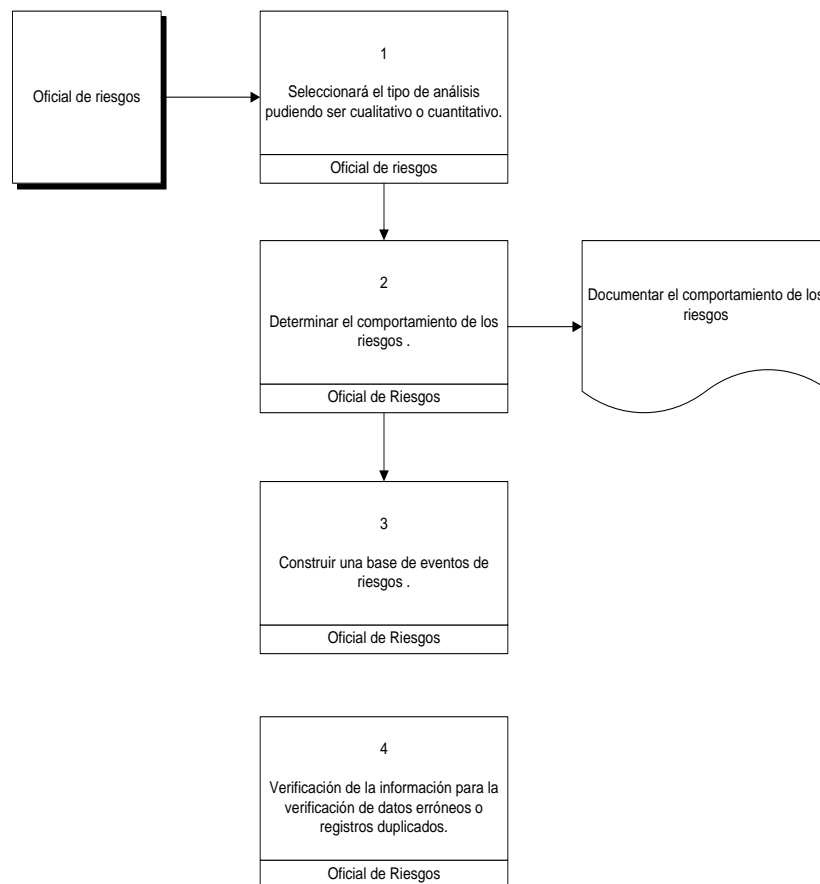 Oficial de riesgos
1
Seleccionará el tipo de análisis
pudiendo ser cualitativo o cuantitativo.
Oficial de riesgos
2
Determinar el comportamiento de los
riesgos .
Oficial de Riesgos
Documentar el comportamiento de los
riesgos
3
Construir una base de eventos de
riesgos .
Oficial de Riesgos
4
Verificación de la información para la
verificación de datos erróneos o
registros duplicados.
Oficial de Riesgos